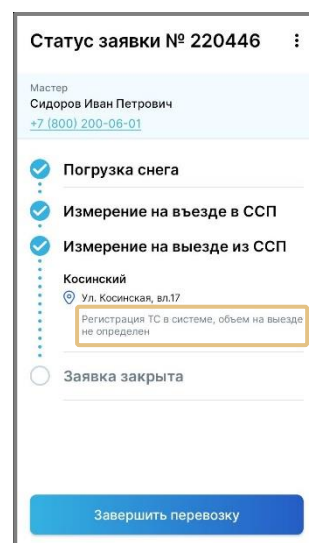 Статус заявки № 220446
Мастер
Сидоров Иван Петрович
+7 (800) 200-06-01
Погрузка снега
Измерение на въезде в ССП
Измерение на выезде из ССП
Косинский
Ул. Косинская, вл.17
Регистрация ТС в системе, объем на выезде
не определен
Заявка закрыта
Завершить перевозку